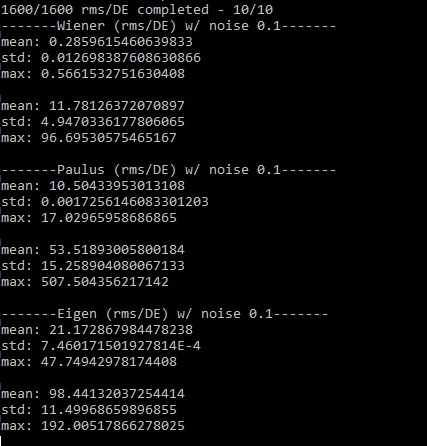 1600/1600 rms/DE completed - 10/10
-------Wiener (rms/DE) w/ noise 0.1-------
mean: 0.2859615460639833
std: 0.012698387608630866
max: 0.5661532751630408
mean: 11.78126372070897
std: 4.9470336177806065
max: 96.69530575465167
-------Paulus (rms/DE) w/ noise 0.1-------
mean: 10.50433953013108
std: 0.0017256146083301203
max: 17.02965958686865
mean: 53.51893005800184
std: 15.258904080067133
max: 507.504356217142
-------Eigen (rms/DE) w/ noise 0.1-------
mean: 21.172867984478238
std: 7.460171501927814E-4
max: 47.74942978174408
mean: 98.44132037254414
std: 11.49968659896855
max: 192.00517866278025